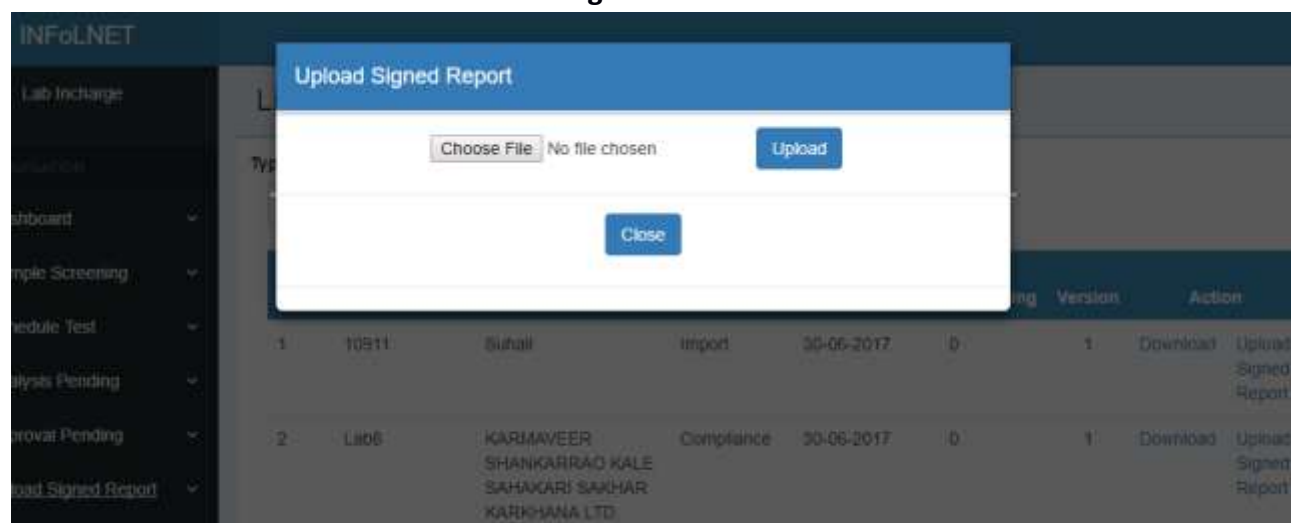 INFoLNET
Upload Signed Report
Lab Incharge
L
Typ
Choose File No file chosen Upload
shboard
Close
mple Screening
ing Version Action
hedule Test
1 10911 Suhail Import 30-06-2017 0 1 Download Upload
Signed
Report
alysis Pending
proval Pending
2 Lab6 KARMAVEER Compliance 30-06-2017 0 1 Download Upload
SHANKARRAO KALE Signed
SAHAKARI SAKHAR Report
KARKHANA LTD
load Signed Report